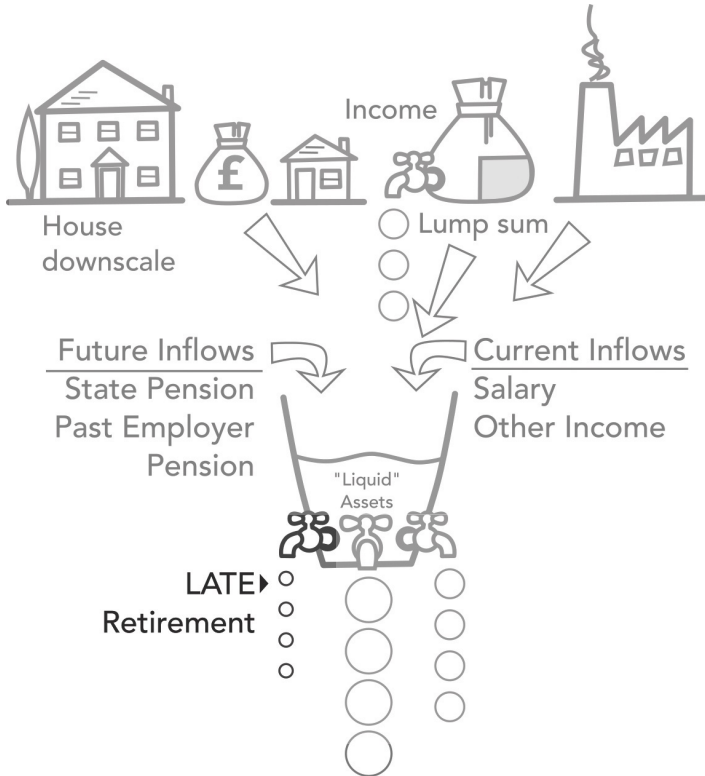 Income
£
House
downscale
Lump sum
Future Inflows
State Pension
Past Employer
Pension
Current Inflows
Salary
Other Income
"Liquid"
Assets
LATE
Retirement